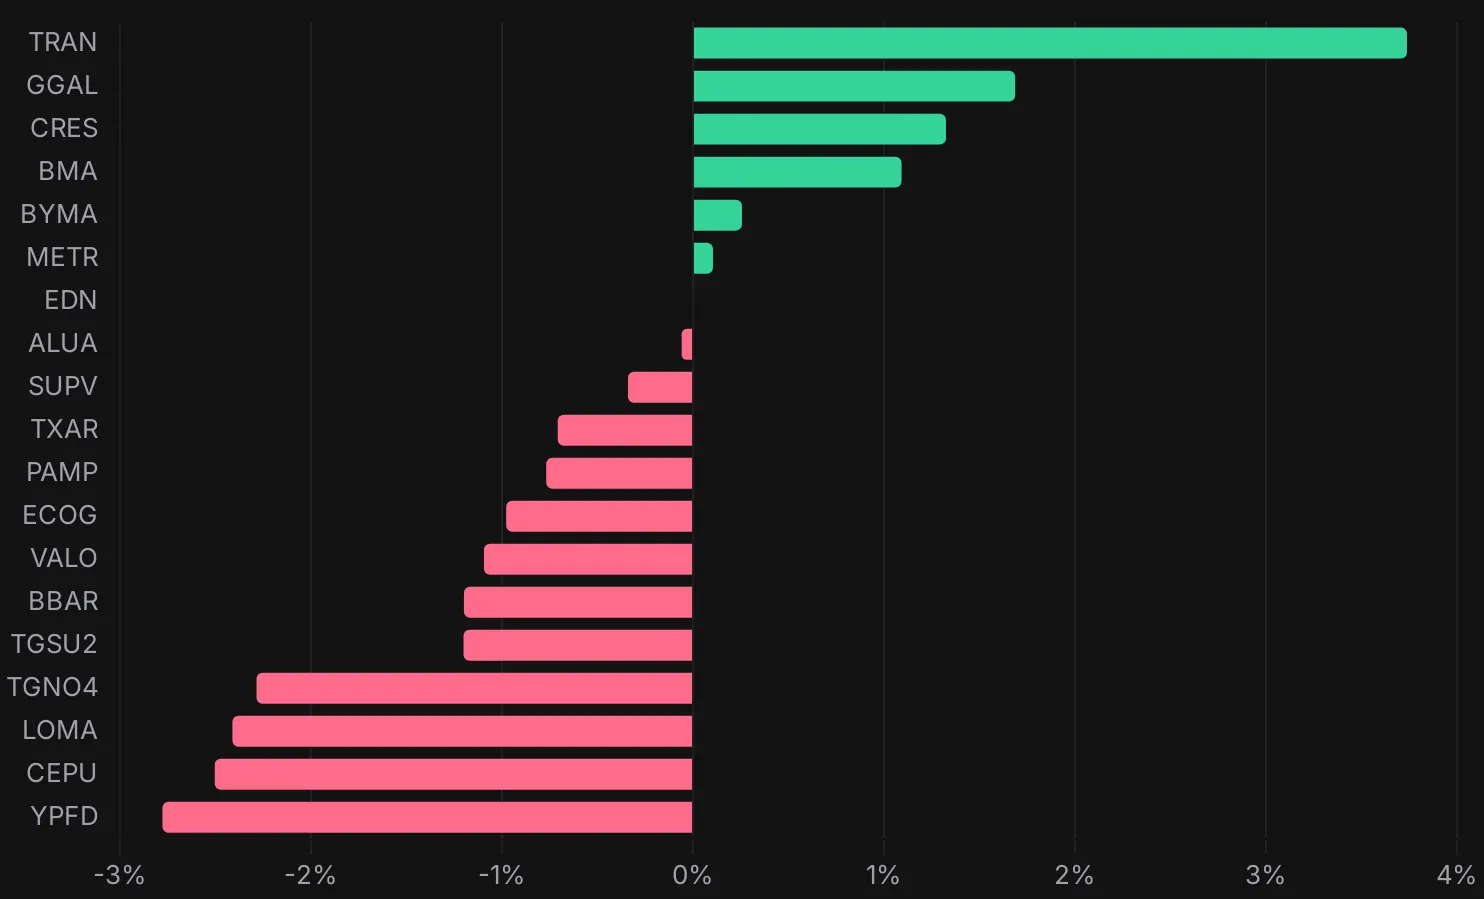 TRAN
GGAL
CRES
BMA
BYMA
METR
EDN
ALUA
SUPV
TXAR
PAMP
ECOG
VALO
BBAR
TGSU2
TGNO4
LOMA
CEPU
YPFD
-3% -2% -1% 0% 1% 2% 3% 4%